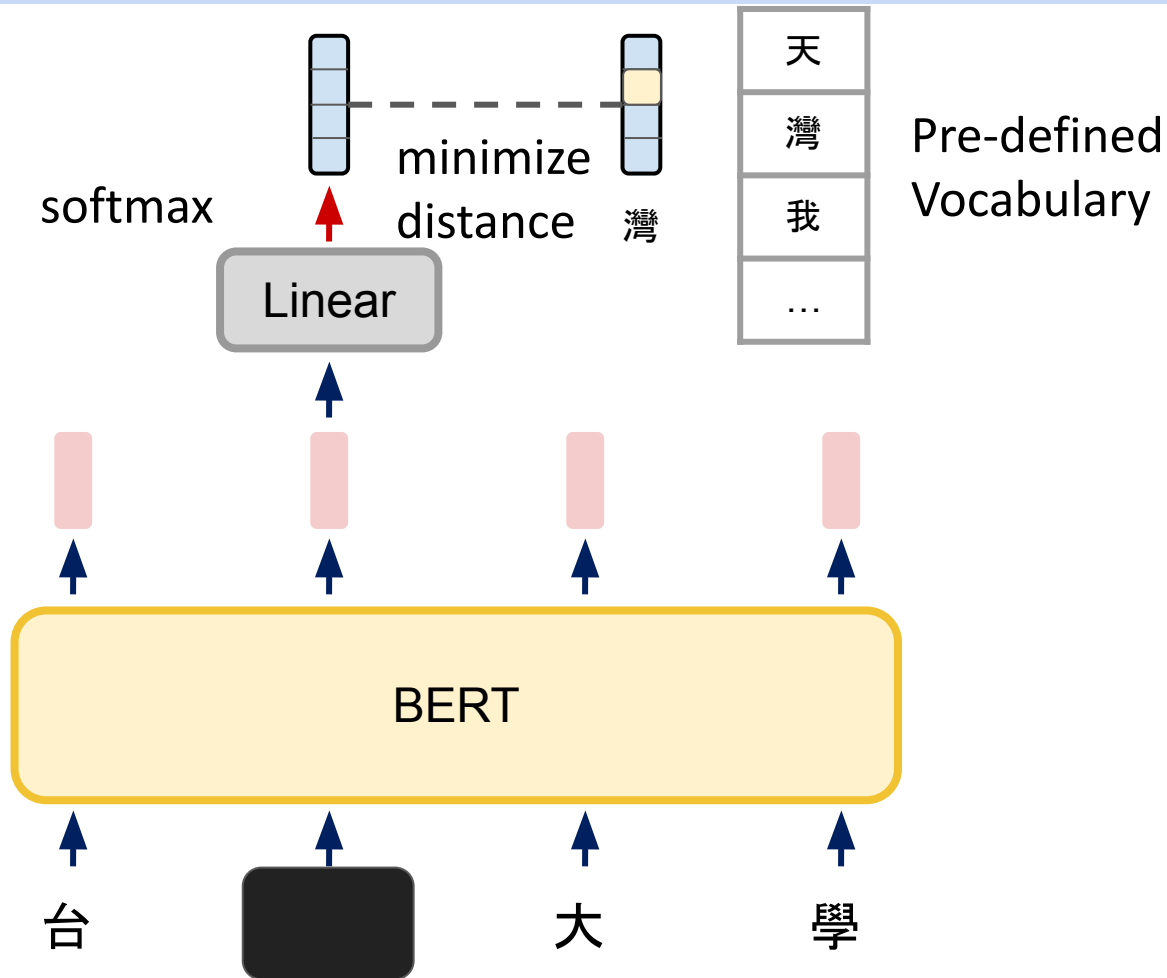 天
灣
我
…
Pre-defined
Vocabulary
softmax
minimize
distance
灣
Linear
BERT
台
大
學